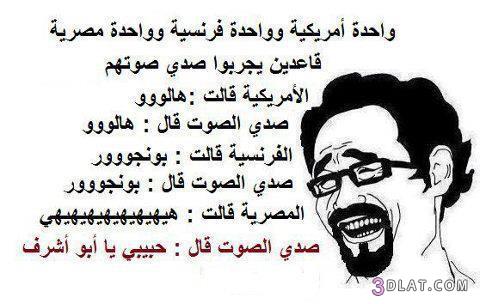 واحدة أمريكية وواحدة فرنسية وواحدة مصرية
قاعدين يجربوا صدي صوتهم
الأمريكية قالت :هالووو
صدي الصوت قال : هالووو
الفرنسية قالت : بونجووور
صدي الصوت قال : بونجووور
المصرية قالت : هيهيهيهيهيهيهيهي
صدي الصوت قال : حبيبي يا أبو أشرف
3DLAT.COM